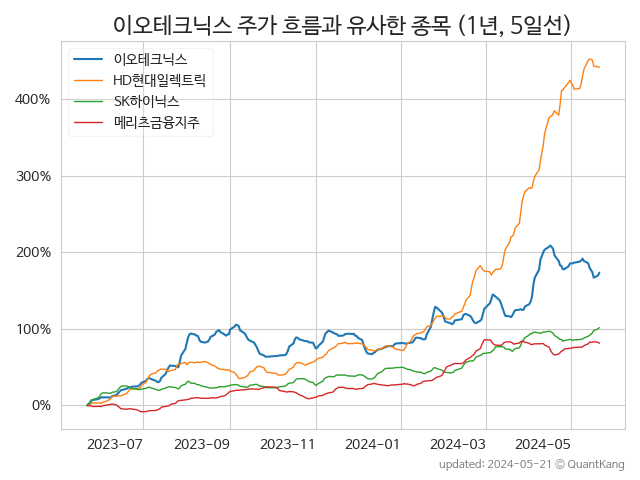 이오테크닉스 주가 흐름과 유사한 종목 (1년, 5일선)
이오테크닉스
HD현대일렉트릭
SK하이닉스
메리츠금융지주
400%
300%
200%
100%
0%
2023-07 2023-09 2023-11 2024-01 2024-03 2024-05
updated: 2024-05-21 © QuantKang